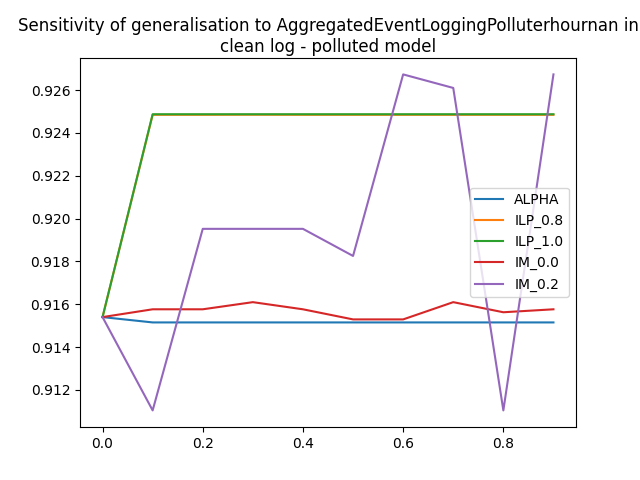 Sensitivity of generalisation to AggregatedEventLoggingPolluterhournan in
clean log - polluted model
0.926
0.924
0.922
0.920
0.918
0.916
0.914
0.912
ALPHA
ILP_0.8
ILP_1.0
IM_0.0
IM_0.2
0.0 0.2 0.4 0.6 0.8